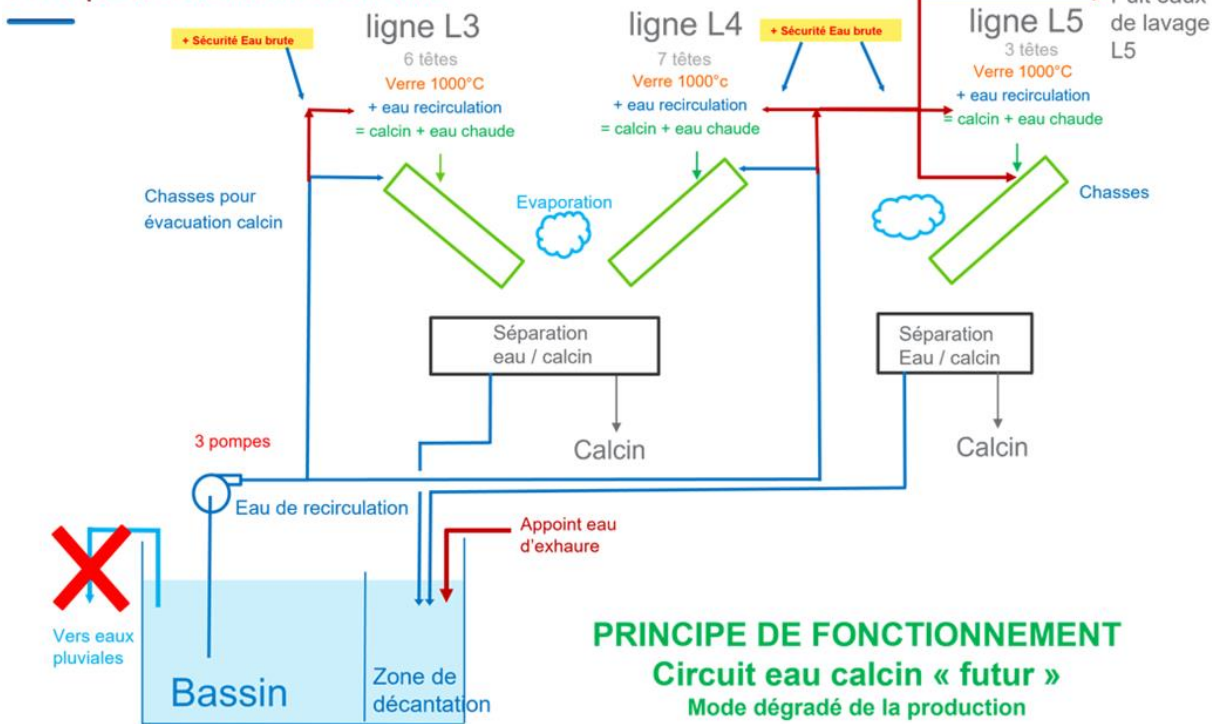 ligne L3
6 têtes
Verre 1000°C
+ eau recirculation
= calcin + eau chaude
ligne L4
7 têtes
Verre 1000°c
+ eau recirculation
= calcin + eau chaude
ligne L5
3 têtes
Verre 1000°C
+ eau recirculation
= calcin + eau chaude
eaux
de lavage
L5
+ Sécurité Eau brute
+ Sécurité Eau brute
Chasses pour
évacuation calcin
Evaporation
Chasses
Séparation
eau / calcin
Séparation
Eau / calcin
Calcin
Calcin
3 pompes
Eau de recirculation
Appoint eau
d'exhaure
Vers eaux
pluviales
Bassin
Zone de
décantation
PRINCIPE DE FONCTIONNEMENT
Circuit eau calcin « futur »
Mode dégradé de la production